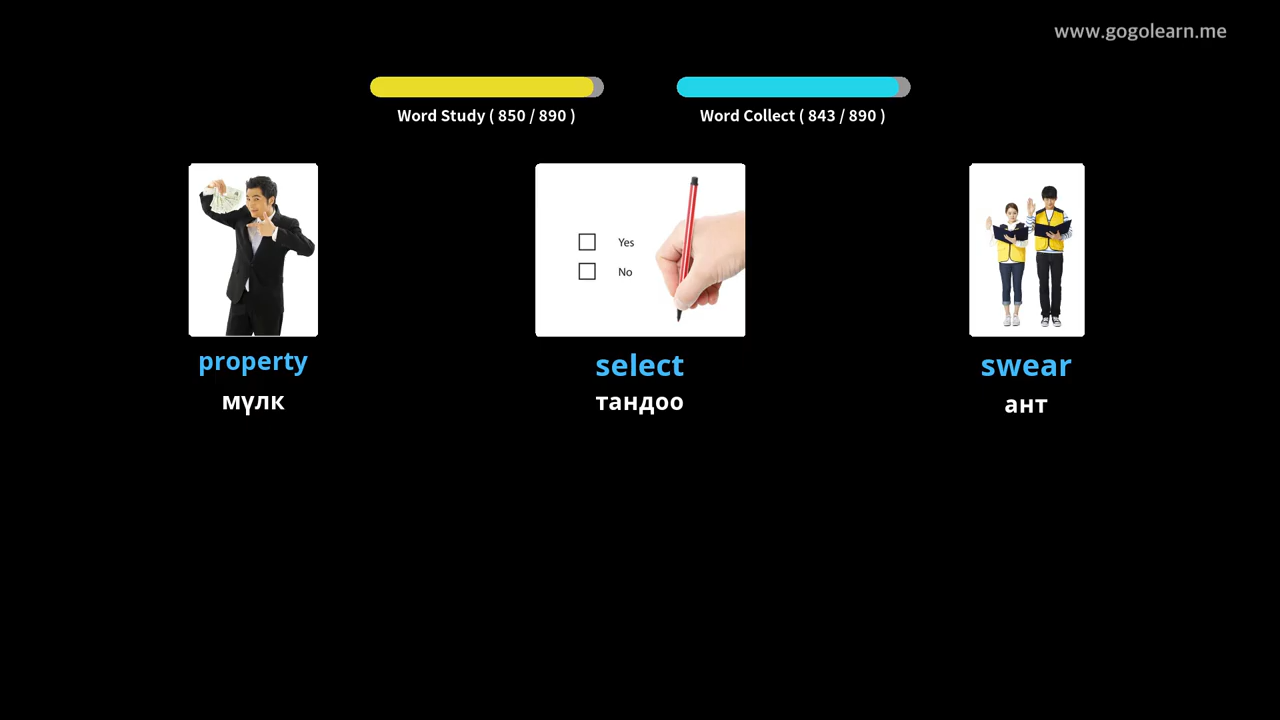 www.gogolearn.me
Word Study ( 850 / 890 )
Word Collect ( 843 / 890 )
Yes
No
property
select
swear
мүлк
тандоо
ант